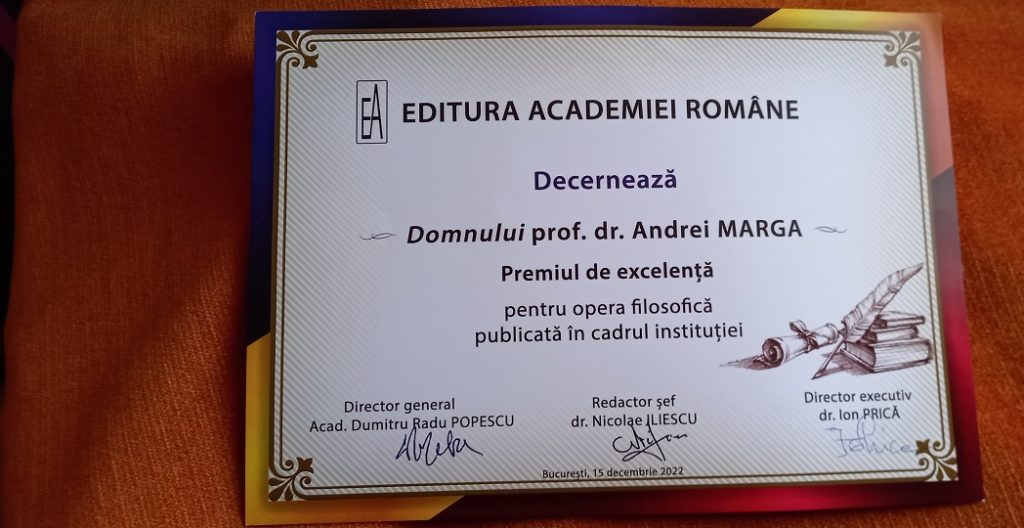 EA EDITURA ACADEMIEI ROMÂNE
Decernează
Domnului prof. dr. Andrei MARGA
Premiul de excelență
pentru opera filosofică
publicată în cadrul instituției
Director general
Acad. Dumitru Radu POPESCU
Redactor șef
dr. Nicolae ILIESCU
Director executiv
dr. Ion PRICĂ
București, 15 decembrie 2022